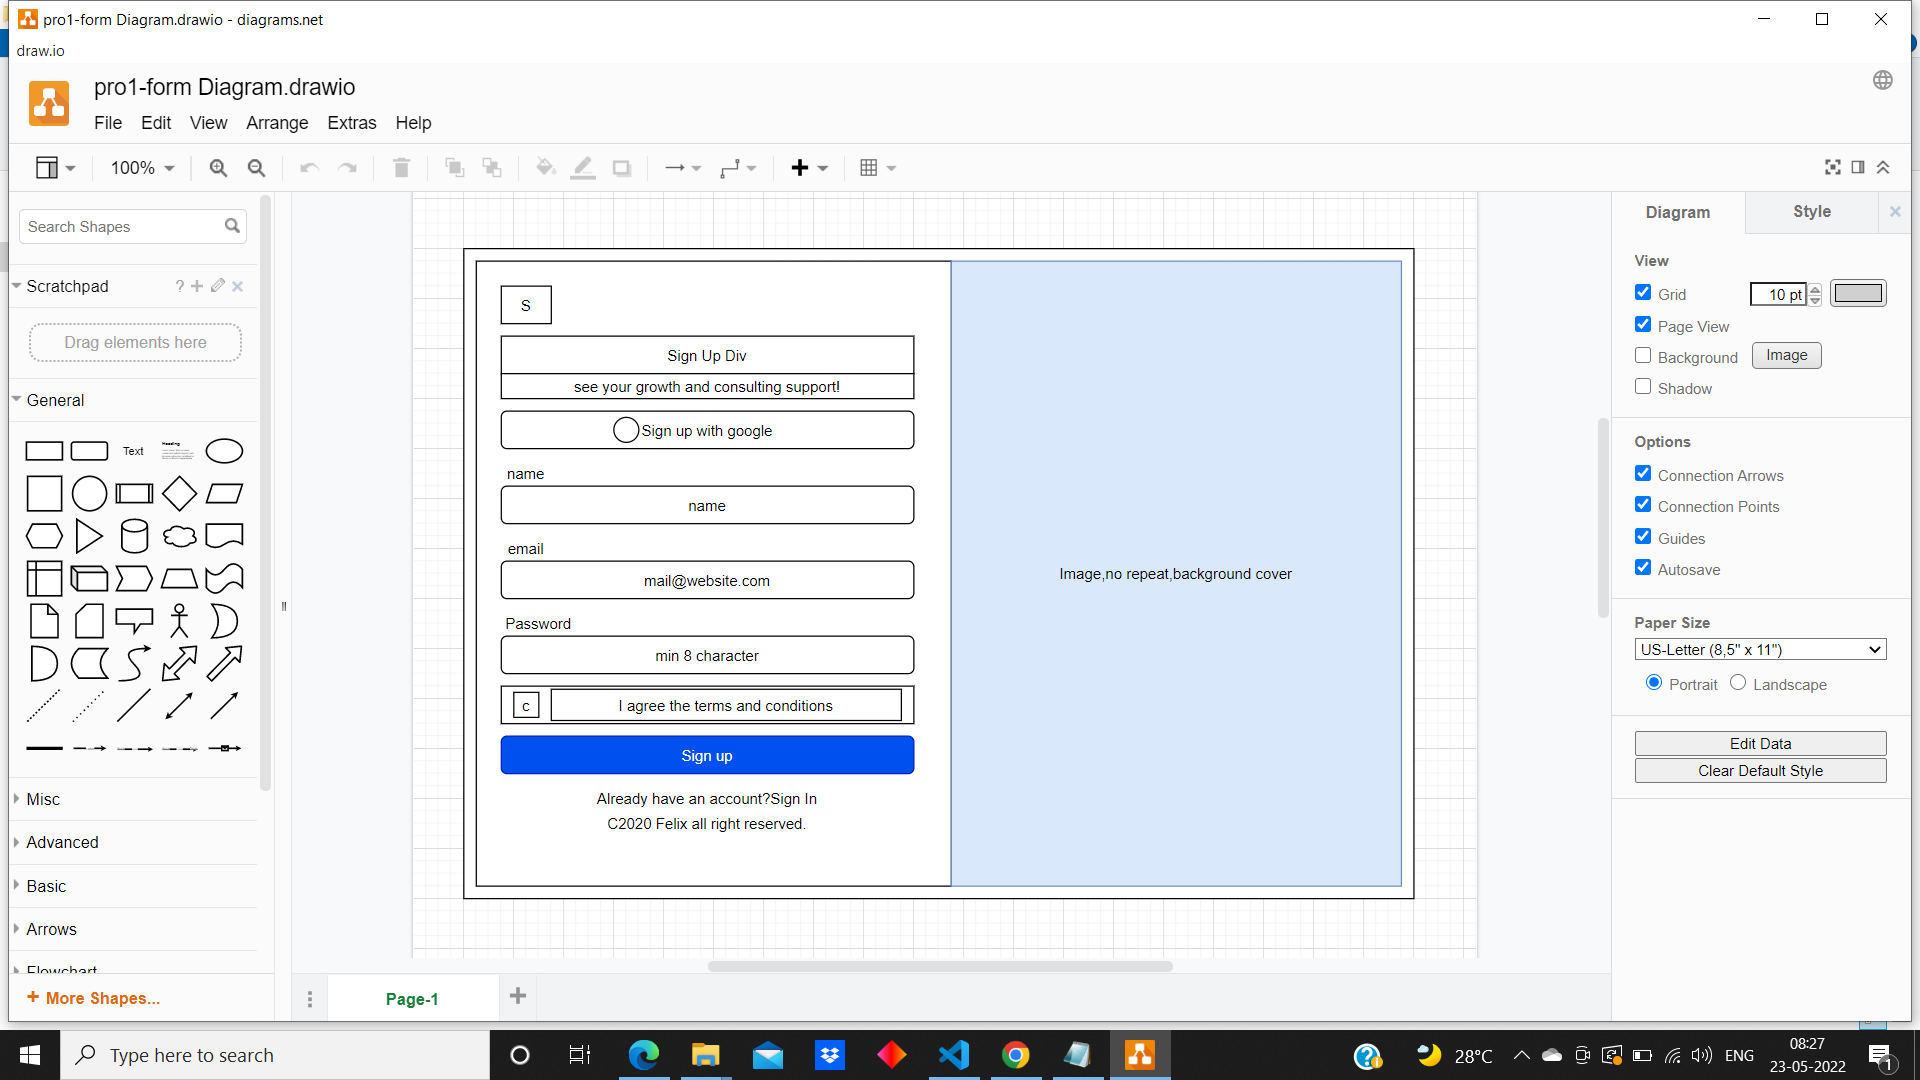 pro1-form Diagram.drawio - diagrams.net
draw.io
pro1-form Diagram.drawio
File Edit View Arrange Extras Help
100%
Search Shapes
Scratchpad
?
Drag elements here
General
Text
Heading
Misc
Advanced
Basic
Arrows
Flowchart
+ More Shapes...
S
Sign Up Div
see your growth and consulting support!
Sign up with google
name
name
email
mail@website.com
Password
min 8 character
c
I agree the terms and conditions
Sign up
Already have an account?Sign In
C2020 Felix all right reserved.
Image,no repeat,background cover
Page-1
Diagram
Style
View
Grid
10 pt
Page View
Background
Image
Shadow
Options
Connection Arrows
Connection Points
Guides
Autosave
Paper Size
US-Letter (8,5" x 11")
Portrait
Landscape
Edit Data
Clear Default Style
Type here to search
28°C
ENG
08:27
23-05-2022
1